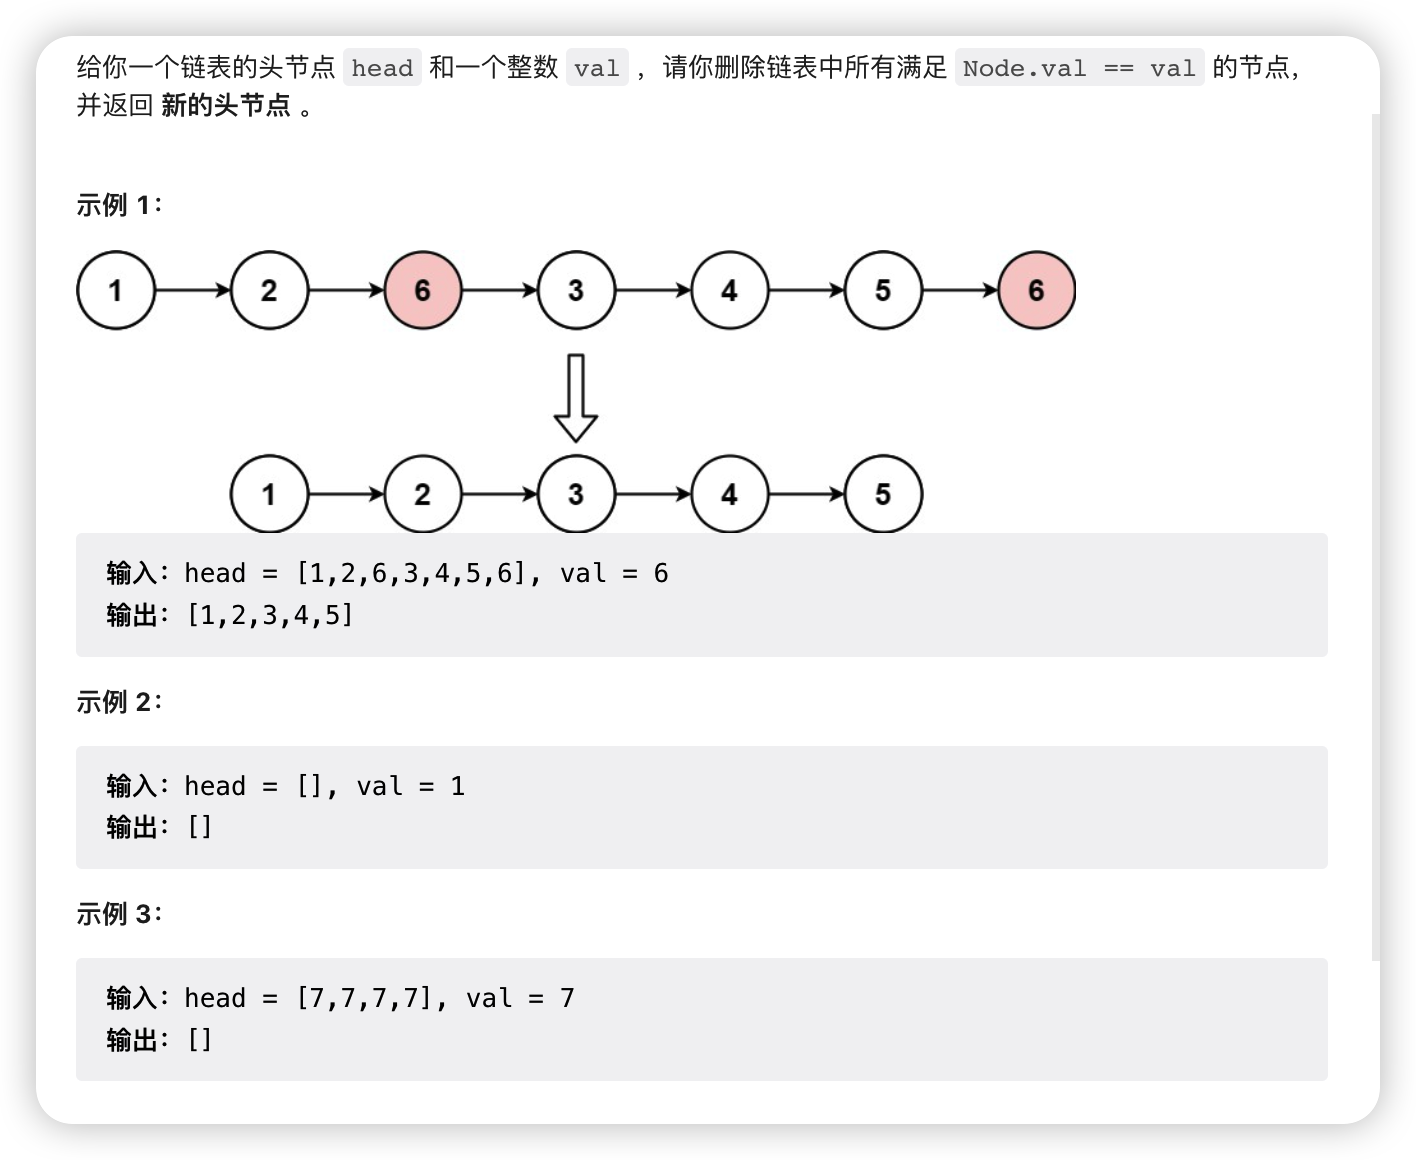 给你一个链表的头节点 head 和一个整数 val ，请你删除链表中所有满足 Node.val == val 的节点，
并返回 新的头节点 。
示例 1：
1 2 6 3 4 5 6
1 2 3 4 5
输入：head = [1,2,6,3,4,5,6], val = 6
输出：[1,2,3,4,5]
示例 2：
输入：head = [], val = 1
输出：[]
示例 3：
输入：head = [7,7,7,7], val = 7
输出：[]